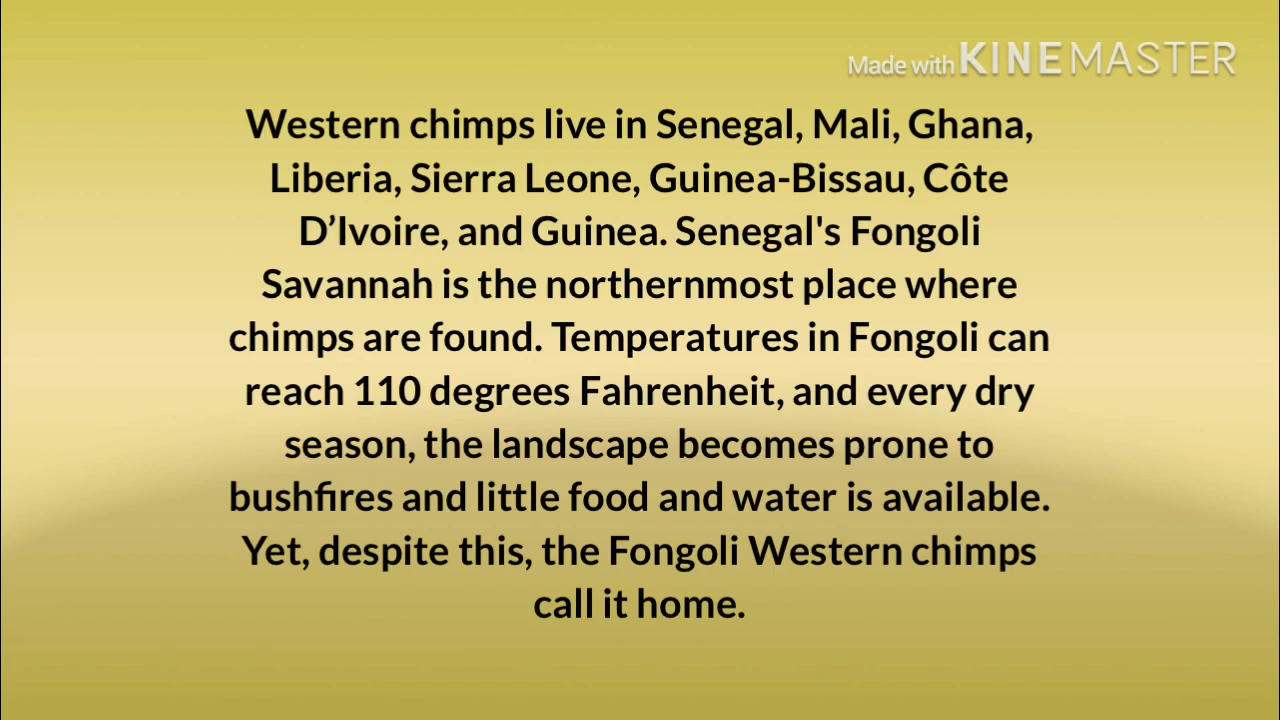 Made with KINEMASTER
Western chimps live in Senegal, Mali, Ghana,
Liberia, Sierra Leone, Guinea-Bissau, Côte
D’Ivoire, and Guinea. Senegal's Fongoli
Savannah is the northernmost place where
chimps are found. Temperatures in Fongoli can
reach 110 degrees Fahrenheit, and every dry
season, the landscape becomes prone to
bushfires and little food and water is available.
Yet, despite this, the Fongoli Western chimps
call it home.